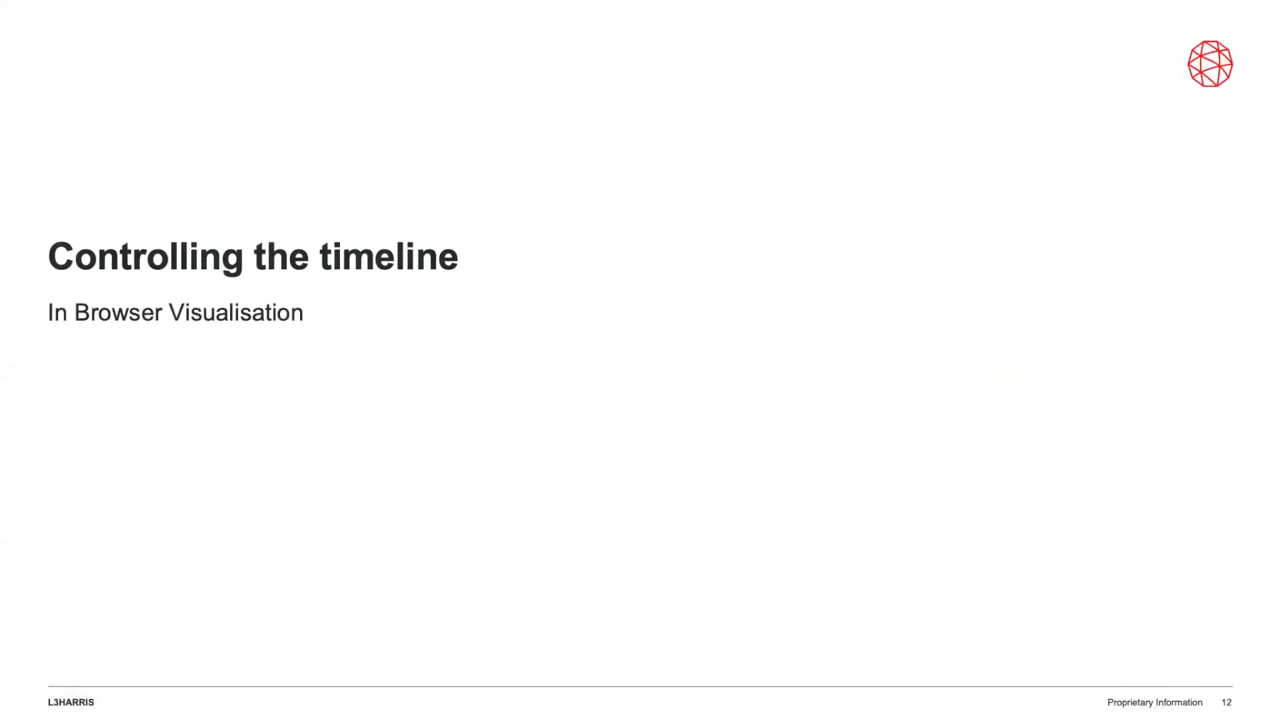 Controlling the timeline
In Browser Visualisation
L3HARRIS
Proprietary Information 12